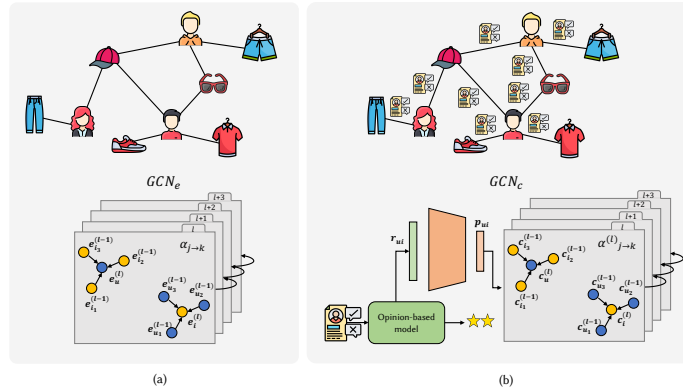 GCN_e
l+3
l+2
l+1
l
α_{j→k}
e_{i_3}^{(l-1)}
e_{i_2}^{(l-1)}
e_u^{(l)}
e_{i_1}^{(l-1)}
e_{u_3}^{(l-1)}
e_{u_2}^{(l-1)}
e_i^{(l)}
e_{u_1}^{(l-1)}
(a)
GCN_c
l+3
l+2
l+1
l
r_{ui}
p_{ui}
α_{j→k}^{(l)}
c_{i_3}^{(l-1)}
c_{i_2}^{(l-1)}
c_u^{(l)}
c_{i_1}^{(l-1)}
c_{u_3}^{(l-1)}
c_{u_2}^{(l-1)}
c_i^{(l)}
c_{u_1}^{(l-1)}
Opinion-based
model
(b)